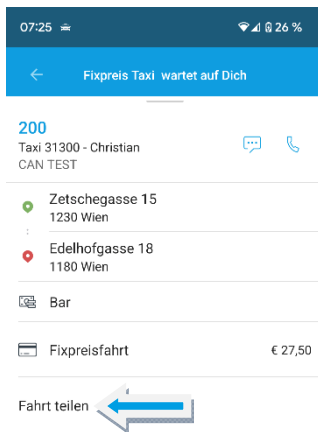 07:25 26 %
Fixpreis Taxi wartet auf Dich
200
Taxi 31300 - Christian
CAN TEST
Zetschegasse 15
1230 Wien
Edelhofgasse 18
1180 Wien
Bar
Fixpreisfahrt € 27,50
Fahrt teilen